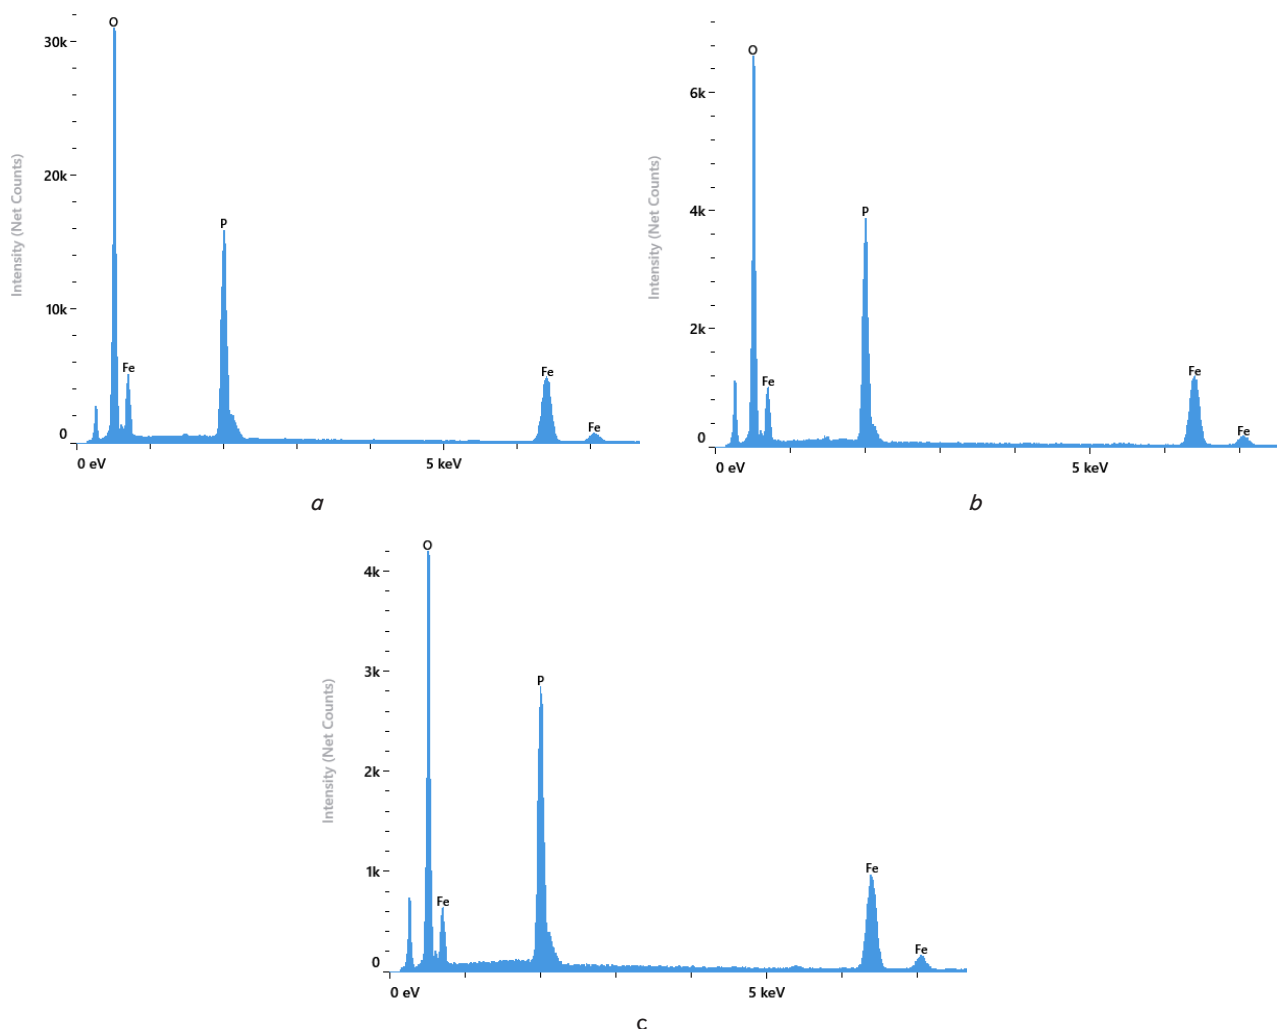 O
30k
20k
P
10k
Fe
Fe
Fe
0
0 eV
5 keV
Intensity (Net Counts)
a
O
6k
4k
P
2k
Fe
Fe
Fe
0
0 eV
5 keV
Intensity (Net Counts)
b
O
4k
3k
P
2k
1k
Fe
Fe
Fe
0
0 eV
5 keV
Intensity (Net Counts)
c